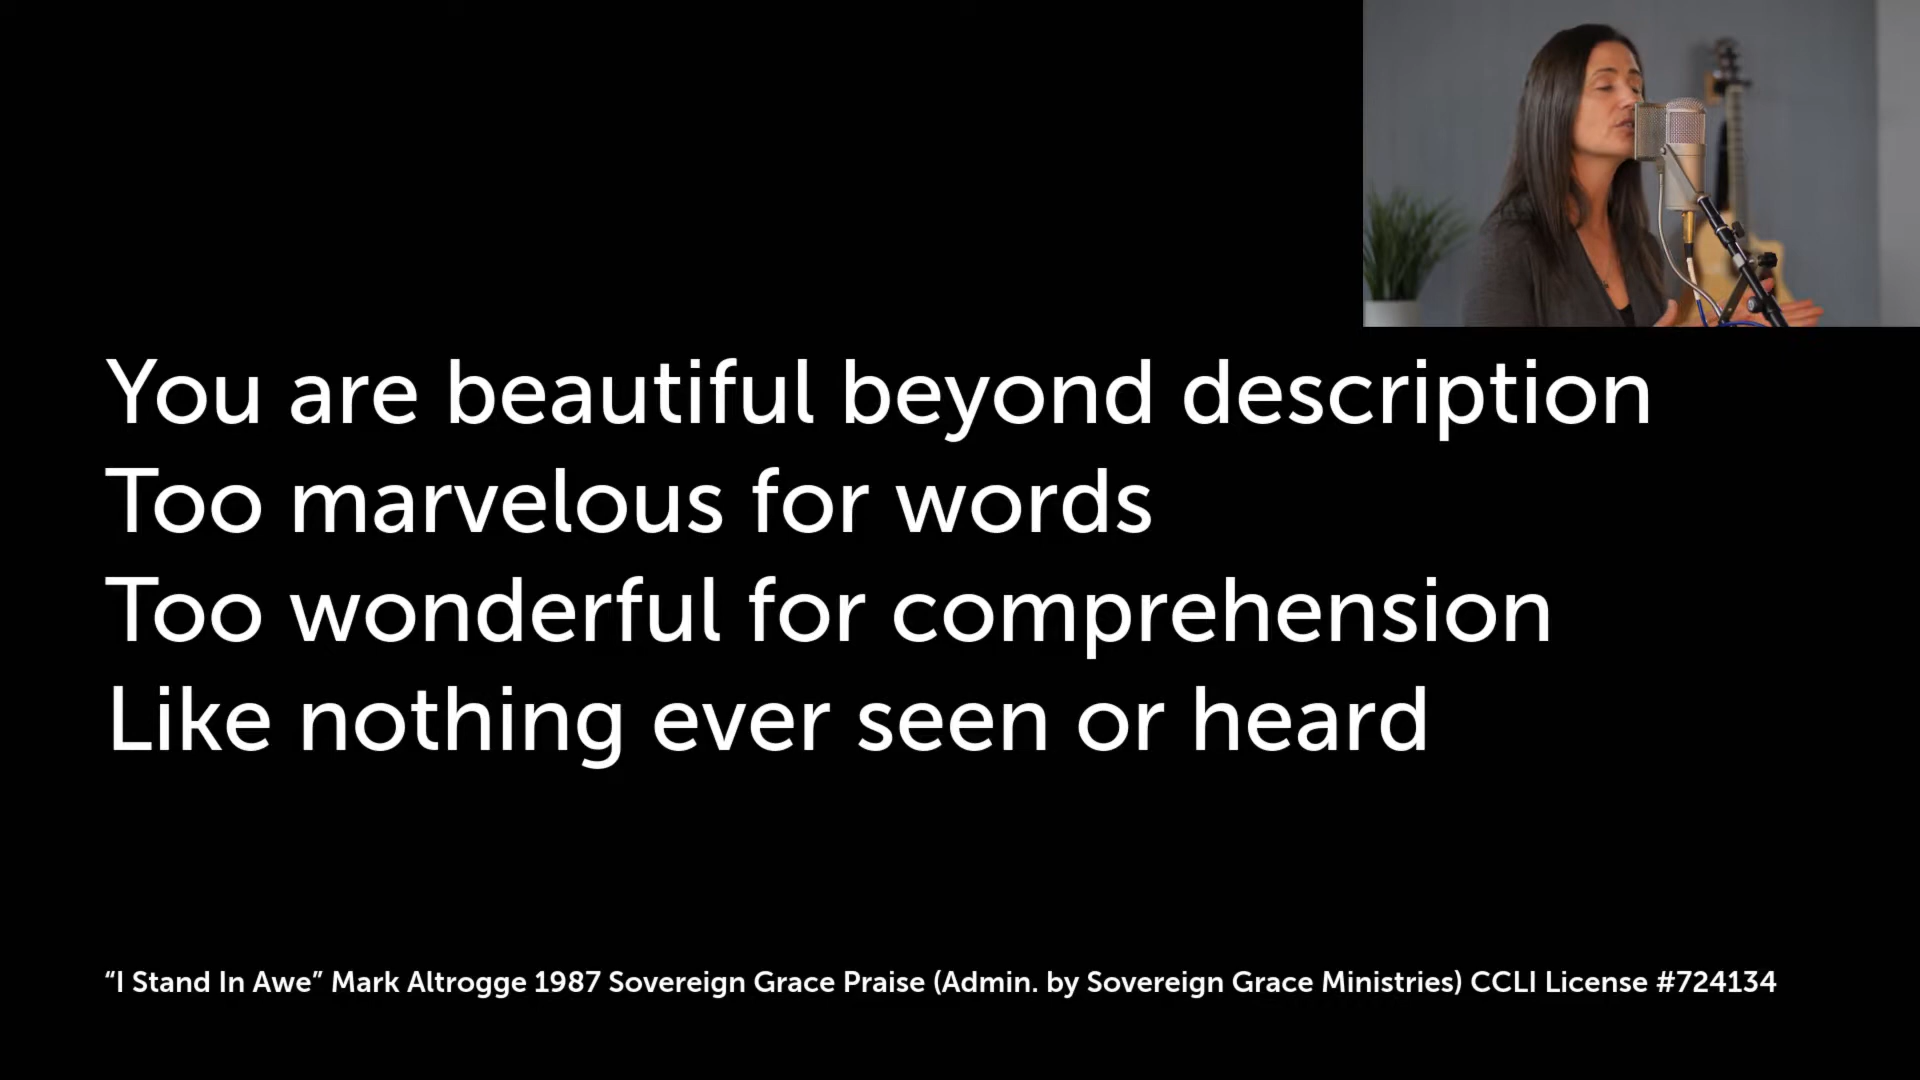 You are beautiful beyond description
Too marvelous for words
Too wonderful for comprehension
Like nothing ever seen or heard
“I Stand In Awe” Mark Altrogge 1987 Sovereign Grace Praise (Admin. by Sovereign Grace Ministries) CCLI License #724134